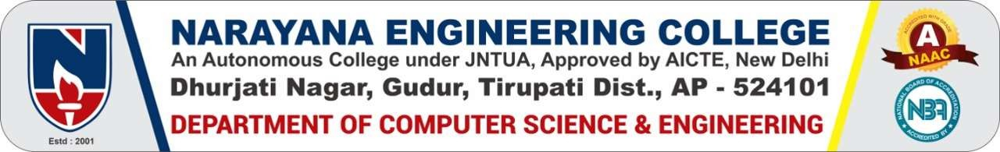 NARAYANA ENGINEERING COLLEGE
An Autonomous College under JNTUA, Approved by AICTE, New Delhi
Dhurjati Nagar, Gudur, Tirupati Dist., AP - 524101
DEPARTMENT OF COMPUTER SCIENCE & ENGINEERING
N
Estd : 2001
ACCREDITED WITH GRADE
A
NAAC
NATIONAL BOARD OF ACCREDITATION
NBA
ACCREDITED BY